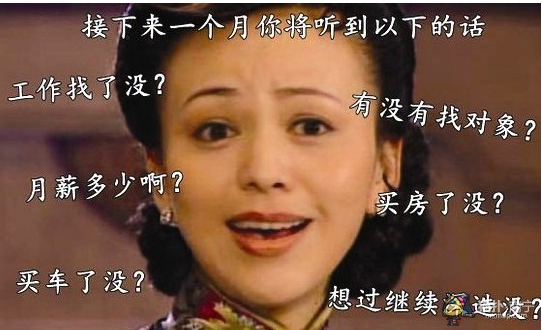 接下来一个月你将听到以下的话
工作找了没?
有没有找对象?
月薪多少啊?
买房了没?
买车了没?
想过继续深造没?